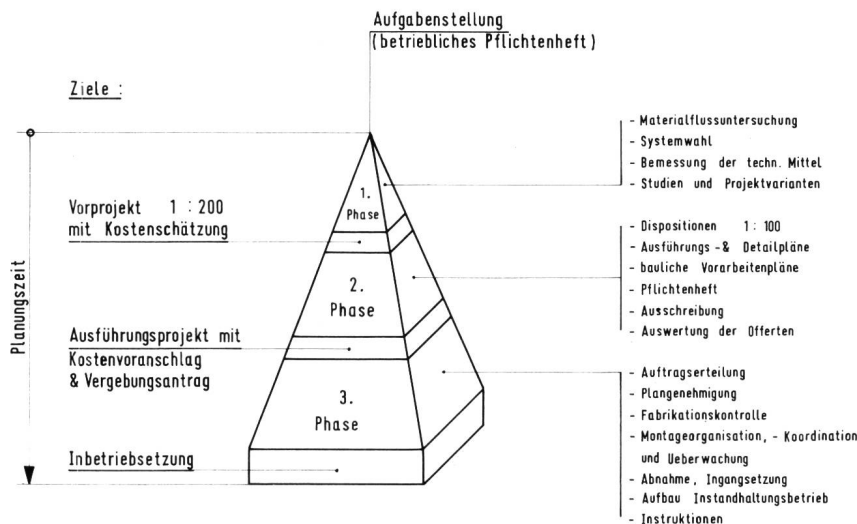 Aufgabenstellung
(betriebliches Pflichtenheft)
Ziele :
Planungszeit
Vorprojekt 1 : 200
mit Kostenschätzung
Ausführungsprojekt mit
Kostenvoranschlag
& Vergebungsantrag
Inbetriebsetzung
1.
Phase
2.
Phase
3.
Phase
- Materialflussuntersuchung
- Systemwahl
- Bemessung der techn. Mittel
- Studien und Projektvarianten
- Dispositionen 1 : 100
- Ausführungs -& Detailpläne
- bauliche Vorarbeitenpläne
- Pflichtenheft
- Ausschreibung
- Auswertung der Offerten
- Auftragserteilung
- Plangenehmigung
- Fabrikationskontrolle
- Montageorganisation, - Koordination
und Ueberwachung
- Abnahme, Ingangsetzung
- Aufbau Instandhaltungsbetrieb
- Instruktionen